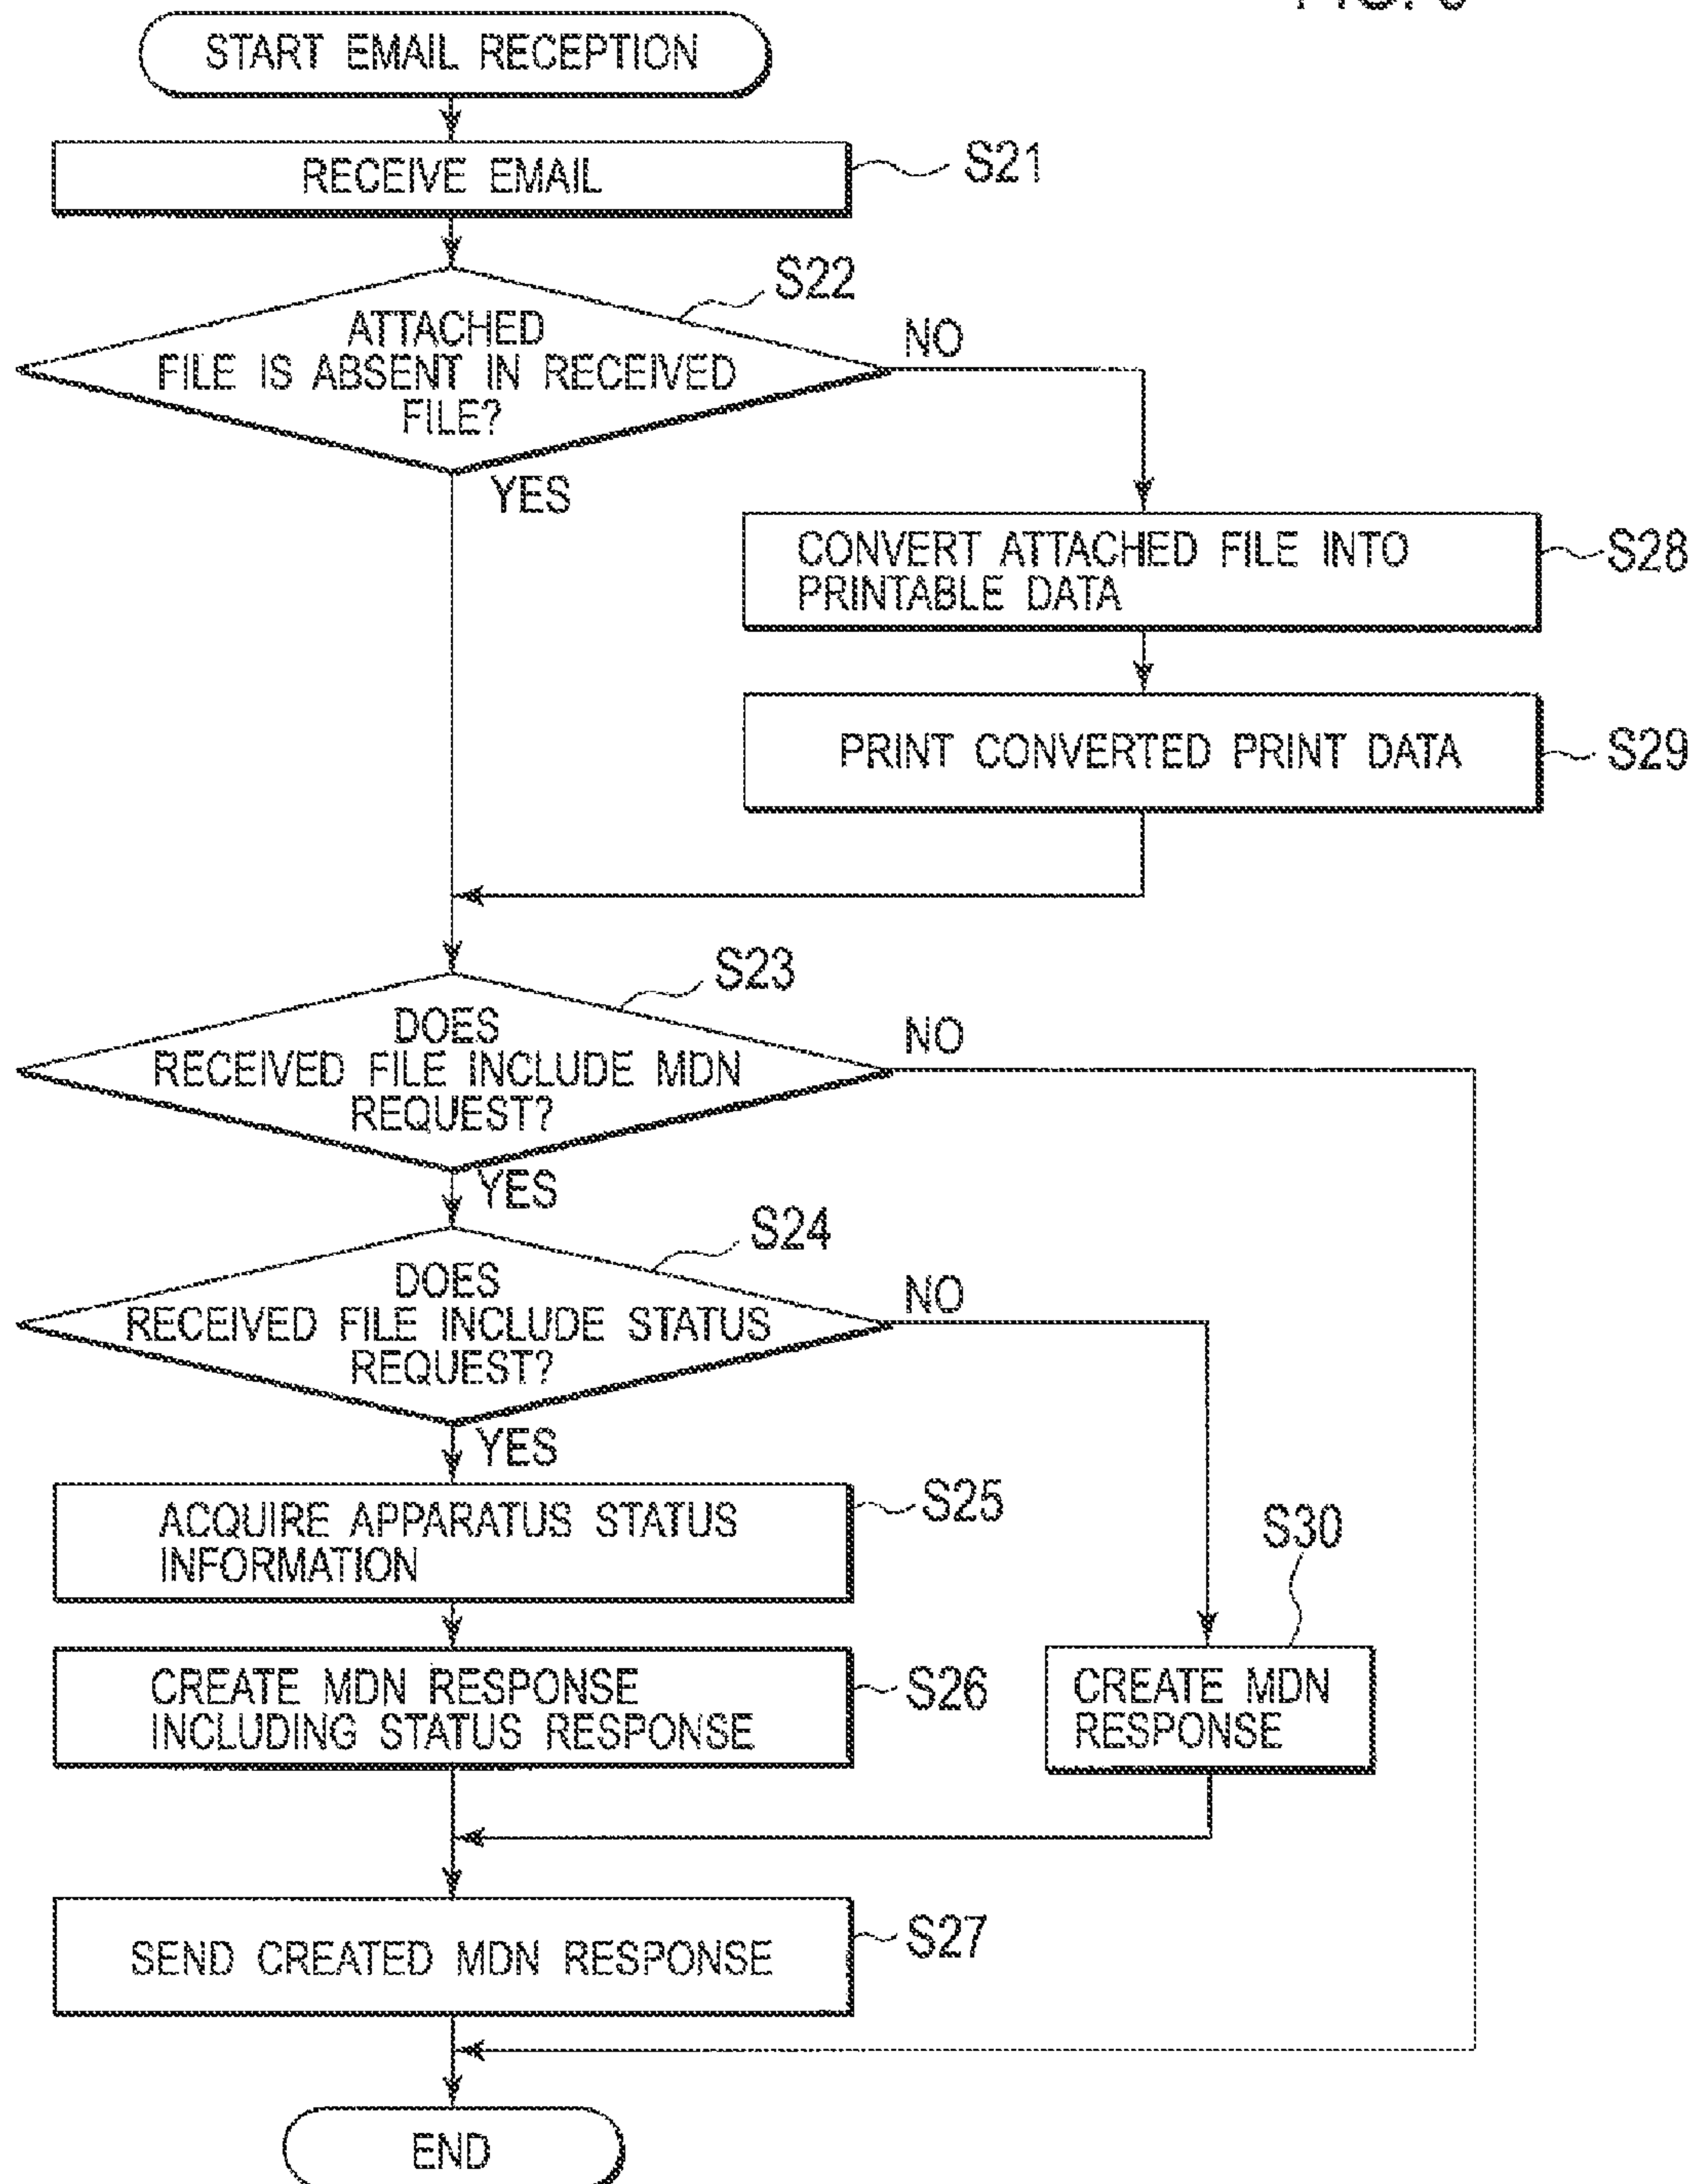 START EMAIL RECEPTION
RECEIVE EMAIL
S21
S22
ATTACHED
FILE IS ABSENT IN RECEIVED
FILE?
NO
YES
CONVERT ATTACHED FILE INTO
PRINTABLE DATA
S28
PRINT CONVERTED PRINT DATA
S29
S23
DOES
RECEIVED FILE INCLUDE MDN
REQUEST?
NO
YES
S24
DOES
RECEIVED FILE INCLUDE STATUS
REQUEST?
NO
YES
ACQUIRE APPARATUS STATUS
INFORMATION
S25
S30
CREATE MDN RESPONSE
INCLUDING STATUS RESPONSE
S26
CREATE MDN
RESPONSE
SEND CREATED MDN RESPONSE
S27
END